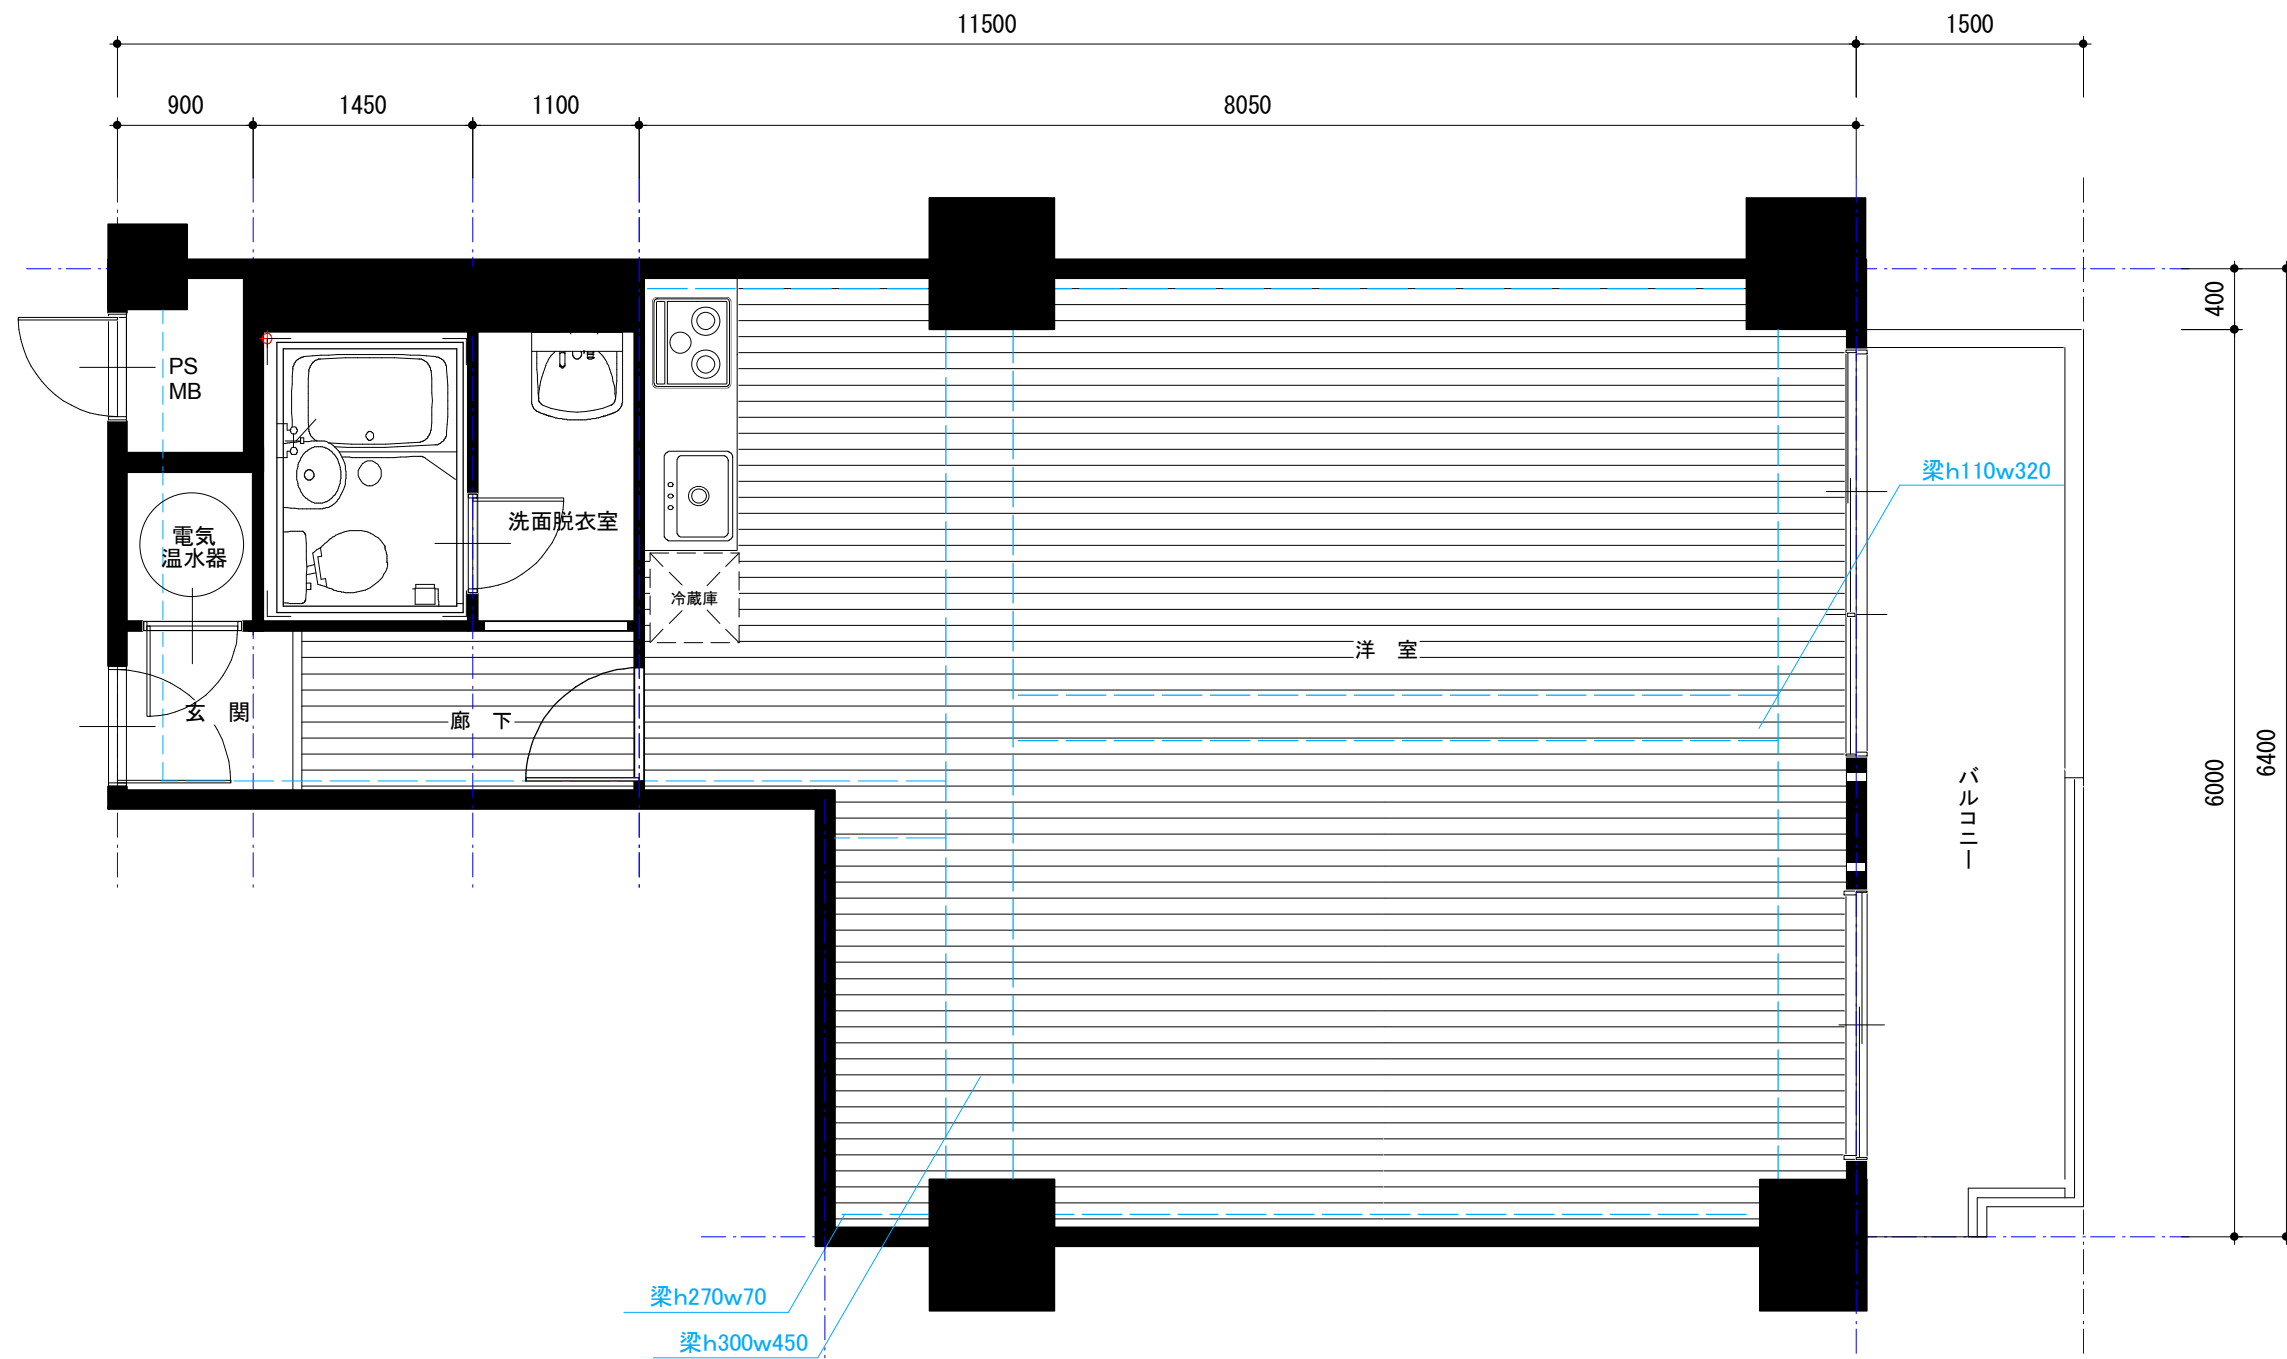 11500
1500
900
1450
1100
8050
400
PS
MB
梁h110w320
電気
温水器
洗面脱衣室
冷蔵庫
洋 室
玄 関
廊 下
バルコニー
6000
6400
梁h270w70
梁h300w450